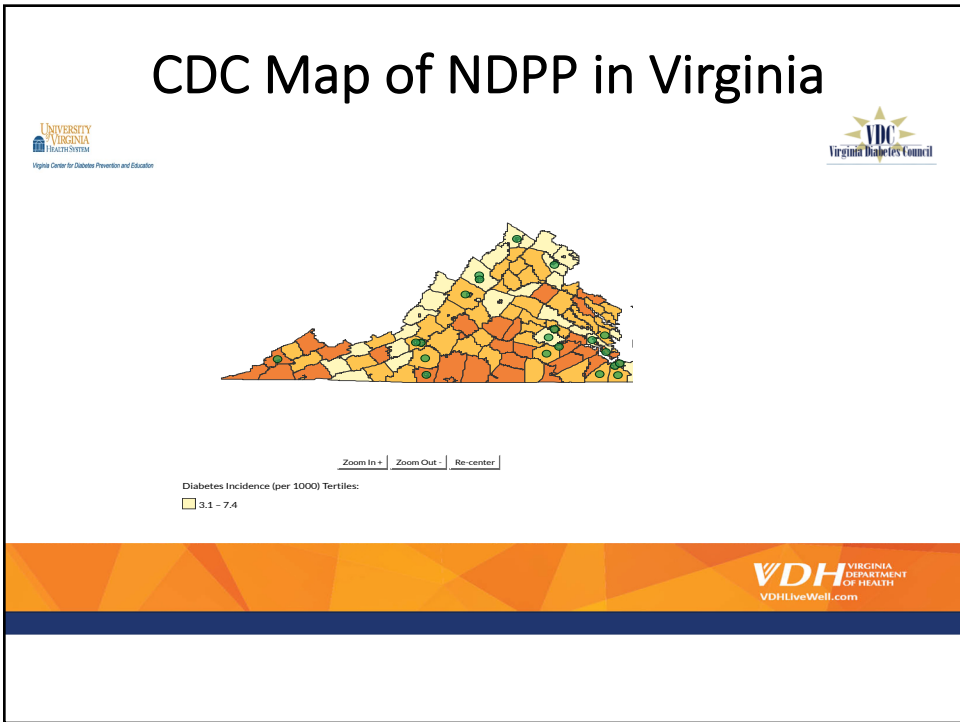 CDC Map of NDPP in Virginia
UNIVERSITY
OF VIRGINIA
HEALTH SYSTEM
Virginia Center for Diabetes Prevention and Education
VDC
Virginia Diabetes Council
Zoom In + Zoom Out - Re-center
Diabetes Incidence (per 1000) Tertiles:
3.1 – 7.4
VDH VIRGINIA
DEPARTMENT
OF HEALTH
VDHLiveWell.com